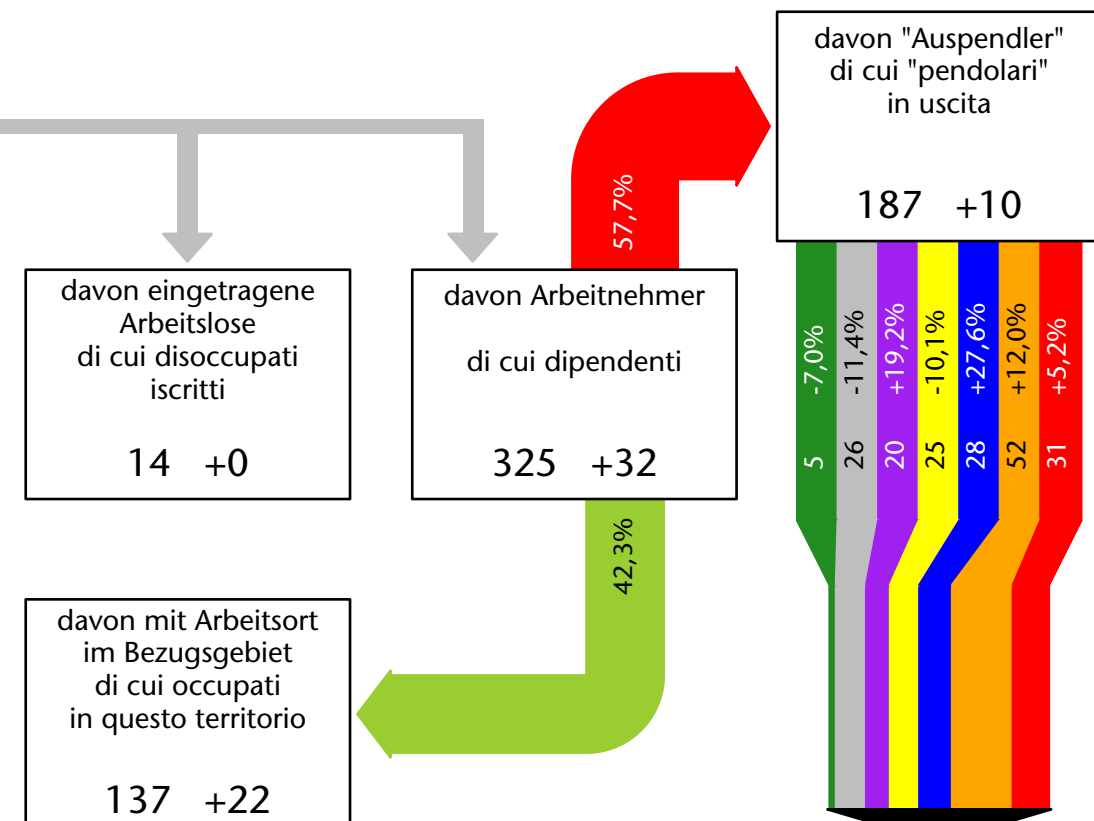 davon "Auspendler"
di cui "pendolari"
in uscita
187 +10
57,7%
davon eingetragene
Arbeitslose
di cui disoccupati
iscritti
14 +0
davon Arbeitnehmer
di cui dipendenti
325 +32
5 -7,0%
26 -11,4%
20 +19,2%
25 -10,1%
28 +27,6%
52 +12,0%
31 +5,2%
42,3%
davon mit Arbeitsort
im Bezugsgebiet
di cui occupati
in questo territorio
137 +22